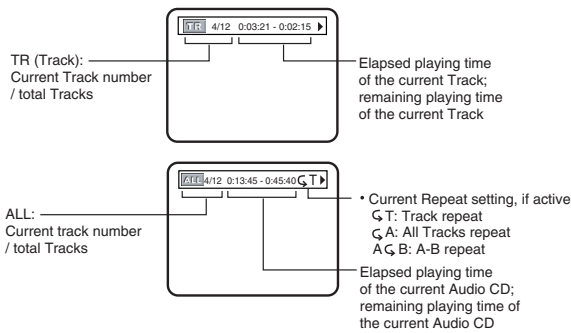 TR 4/12 0:03:21 - 0:02:15
TR (Track):
Current Track number
/ total Tracks
Elapsed playing time
of the current Track;
remaining playing time
of the current Track
ALL 4/12 0:13:45 - 0:45:40 T
ALL:
Current track number
/ total Tracks
• Current Repeat setting, if active
T: Track repeat
A: All Tracks repeat
A B: A-B repeat
Elapsed playing time
of the current Audio CD;
remaining playing time of
the current Audio CD